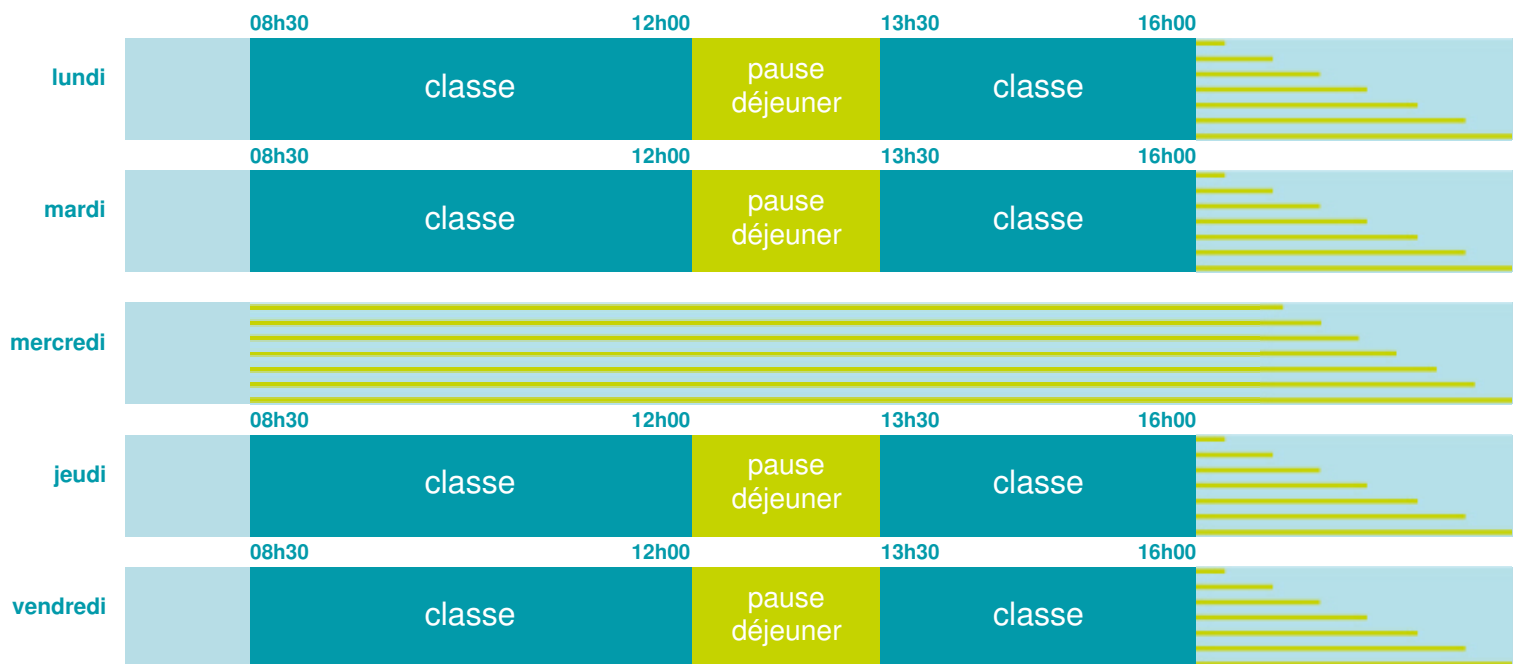 08h30 12h00 13h30 16h00
lundi
classe
pause
déjeuner
classe
08h30 12h00 13h30 16h00
mardi
classe
pause
déjeuner
classe
mercredi
08h30 12h00 13h30 16h00
jeudi
classe
pause
déjeuner
classe
08h30 12h00 13h30 16h00
vendredi
classe
pause
déjeuner
classe